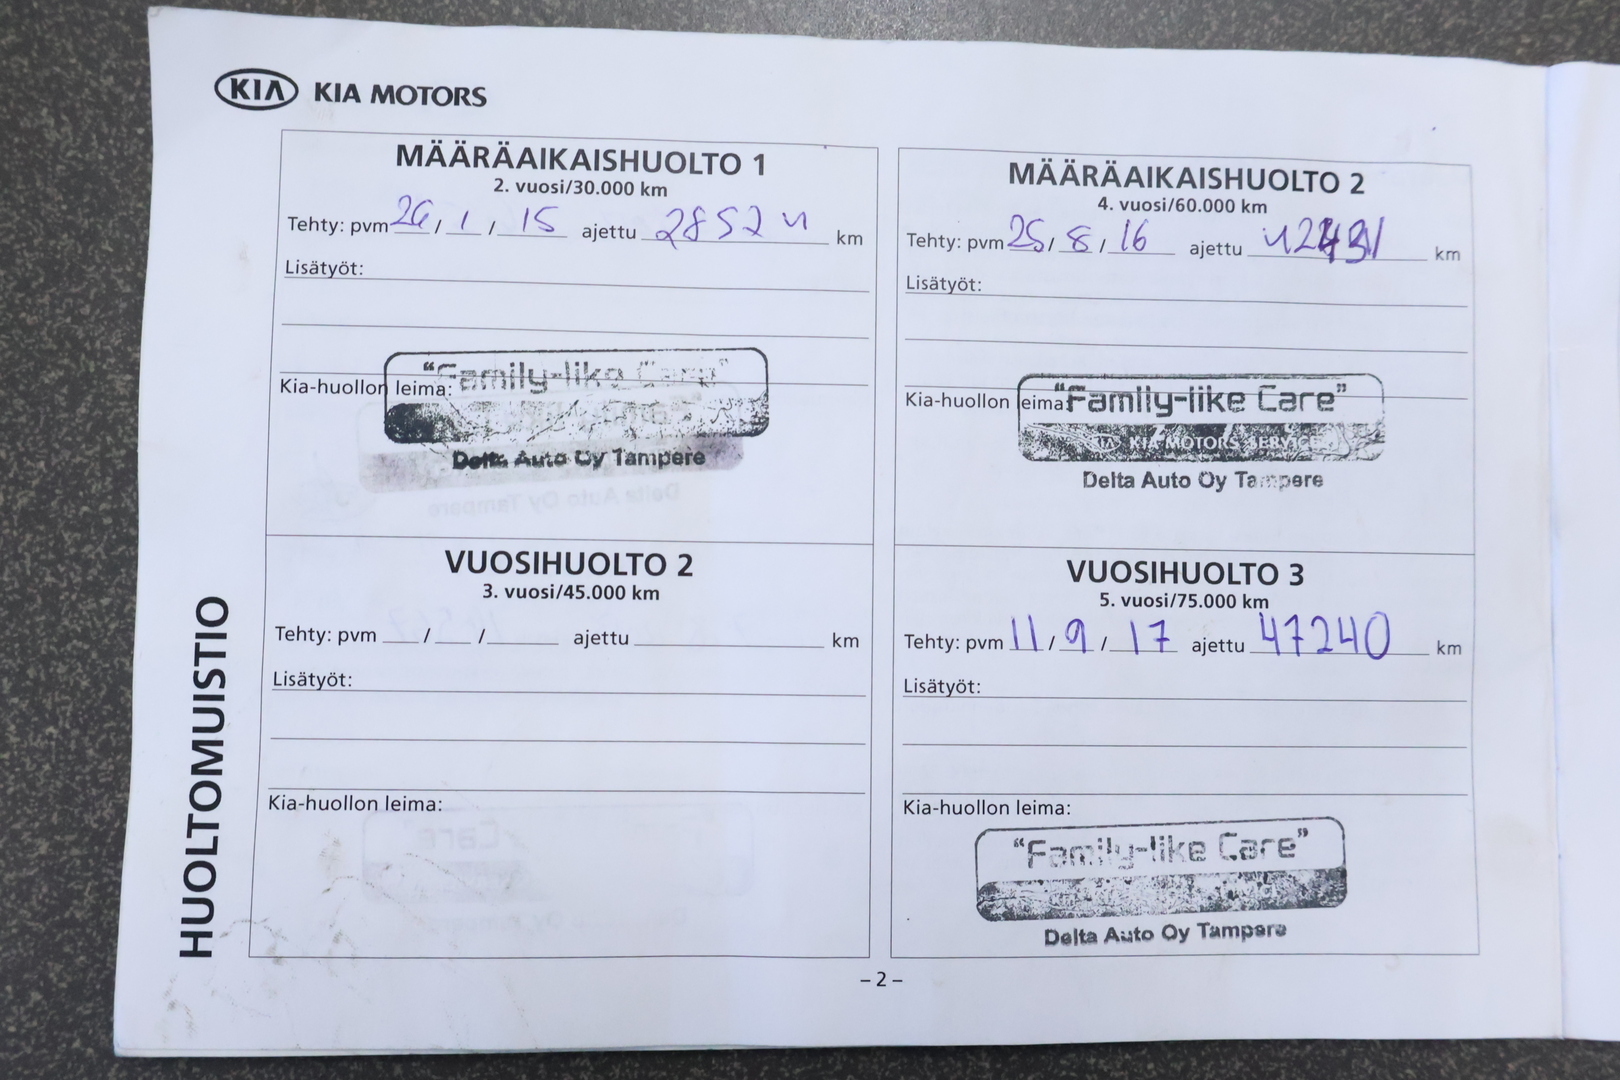 KIA KIA MOTORS
HUOLTOMUISTIO
MÄÄRÄAIKAISHUOLTO 1
2. vuosi/30.000 km
Tehty: pvm 26/ 1 / 15 ajettu 28524 km
Lisätyöt:
Kia-huollon leima:
"Family-like Care"
Delta Auto Oy Tampere
MÄÄRÄAIKAISHUOLTO 2
4. vuosi/60.000 km
Tehty: pvm 25/ 8 / 16 ajettu km
Lisätyöt:
Kia-huollon leima:
"Family-like Care"
KIA MOTORS SERVICE
Delta Auto Oy Tampere
VUOSIHUOLTO 2
3. vuosi/45.000 km
Tehty: pvm / / ajettu km
Lisätyöt:
Kia-huollon leima:
VUOSIHUOLTO 3
5. vuosi/75.000 km
Tehty: pvm 11/ 9 / 17 ajettu 47240 km
Lisätyöt:
Kia-huollon leima:
"Family-like Care"
Delta Auto Oy Tampere
– 2 –